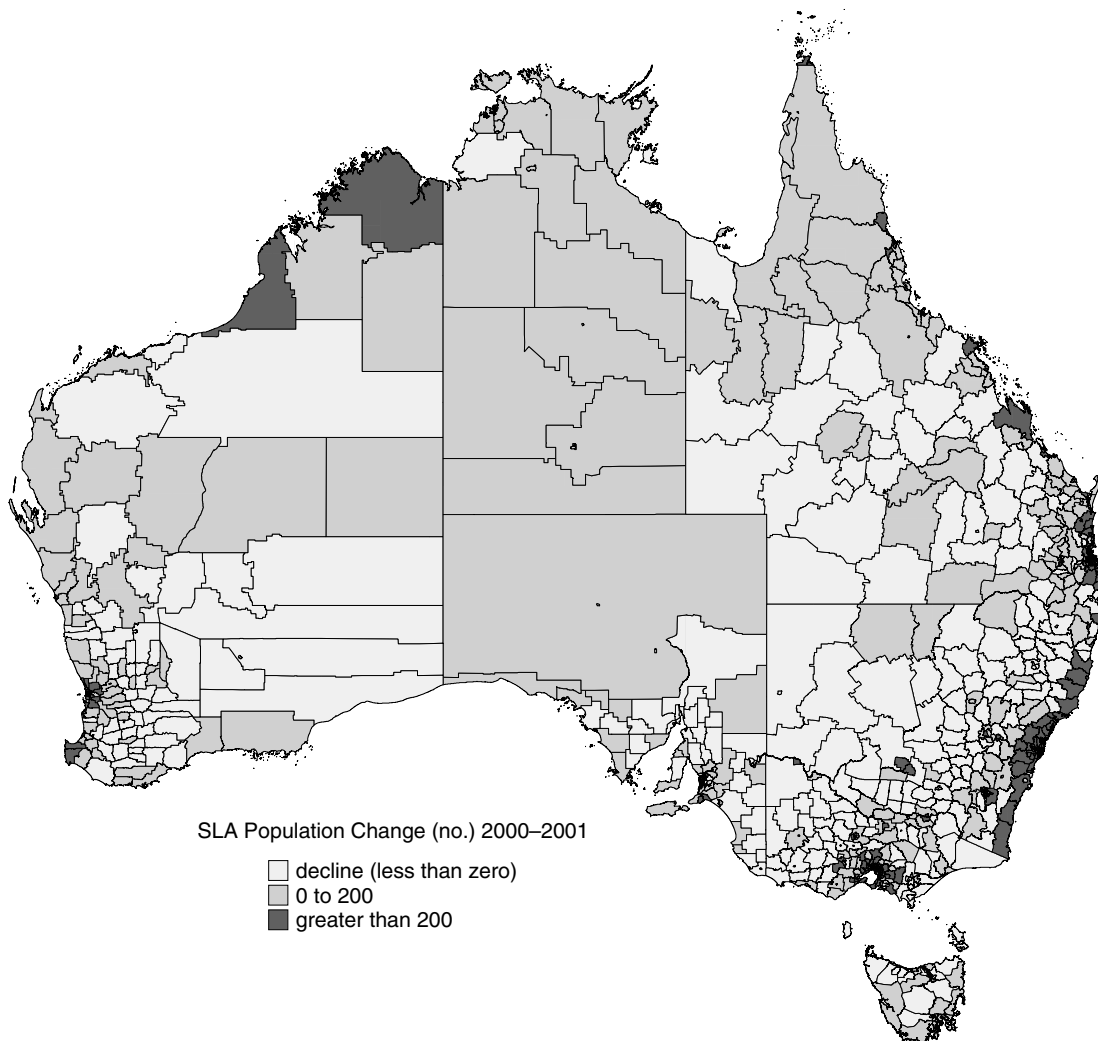 SLA Population Change (no.) 2000–2001
decline (less than zero)
0 to 200
greater than 200